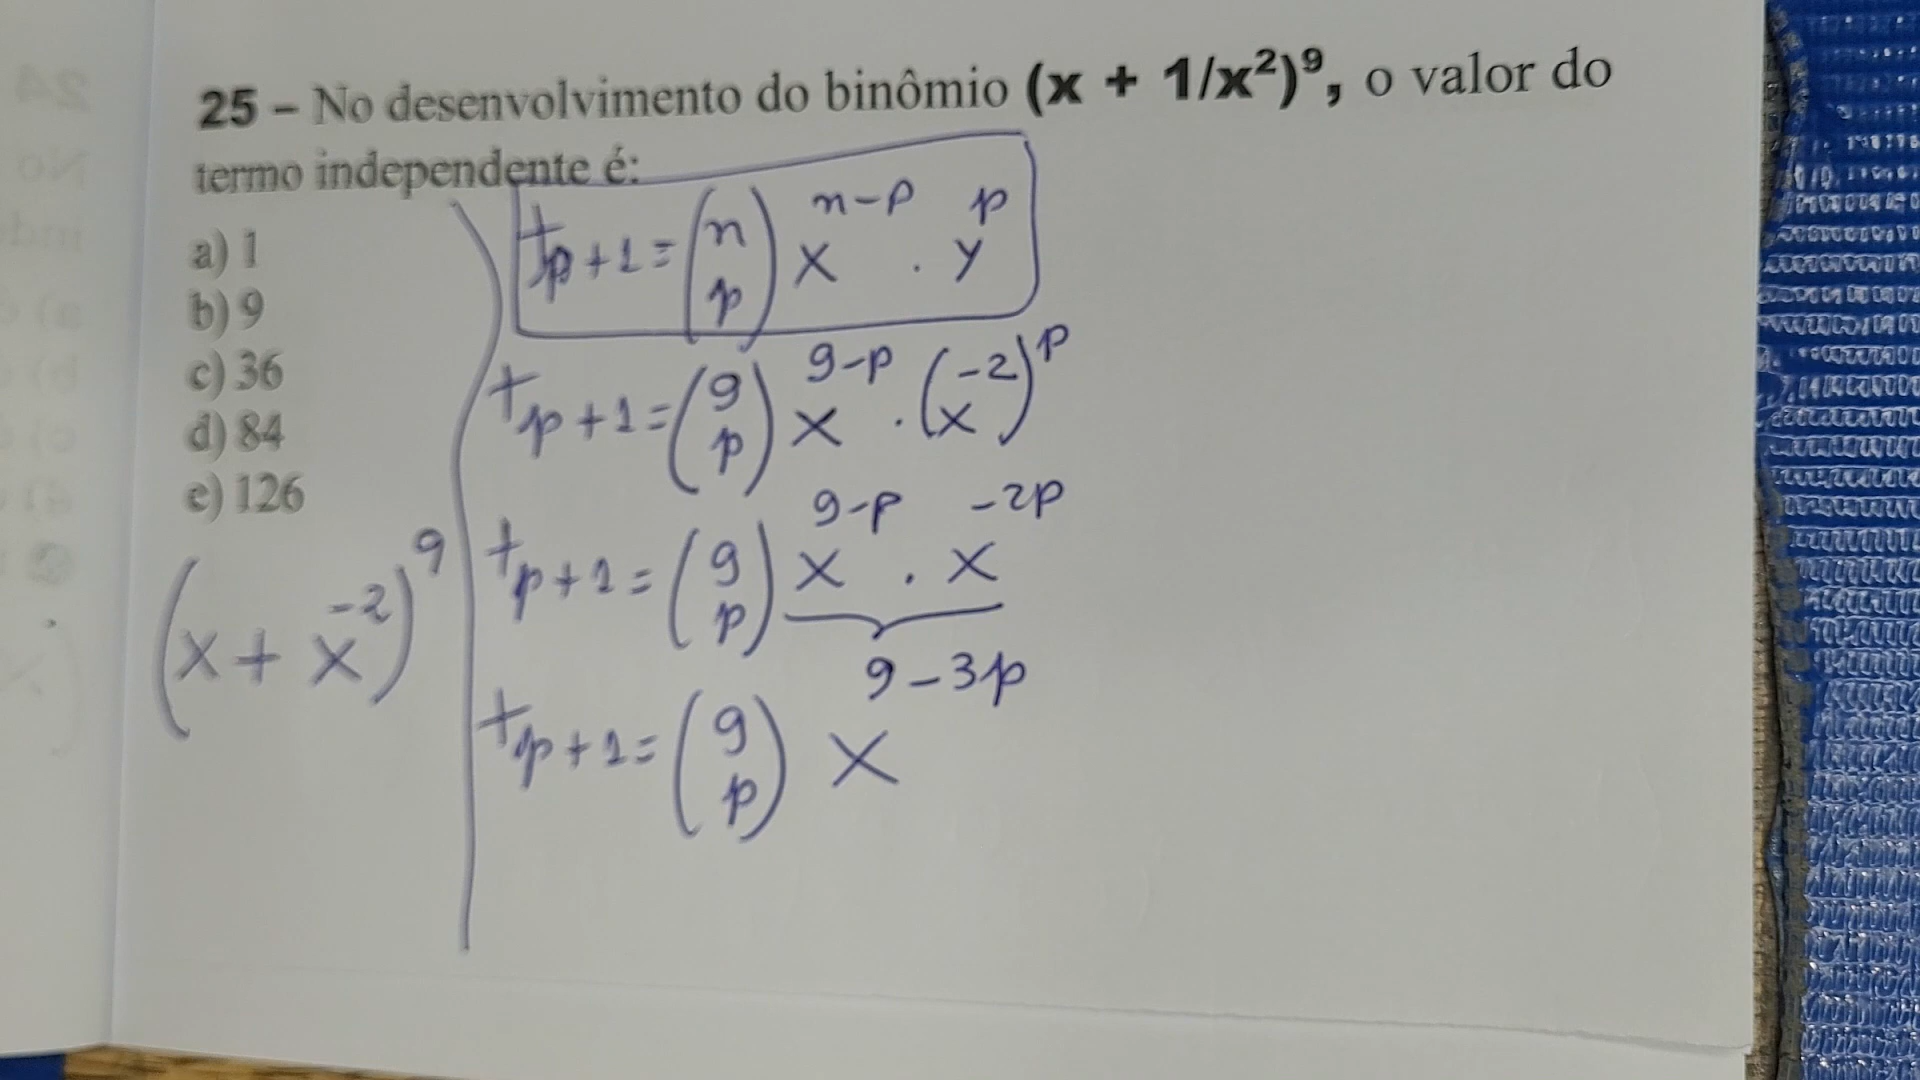 25 – No desenvolvimento do binômio (x + 1/x²)⁹, o valor do
termo independente é:
a) 1
b) 9
c) 36
d) 84
e) 126
(x + x⁻²)⁹
tp+1 = (n p) x^n-p . y^p
tp+1 = (9 p) x^9-p . (x^-2)^p
tp+1 = (9 p) x^9-p . x^-2p
tp+1 = (9 p) x^9-3p